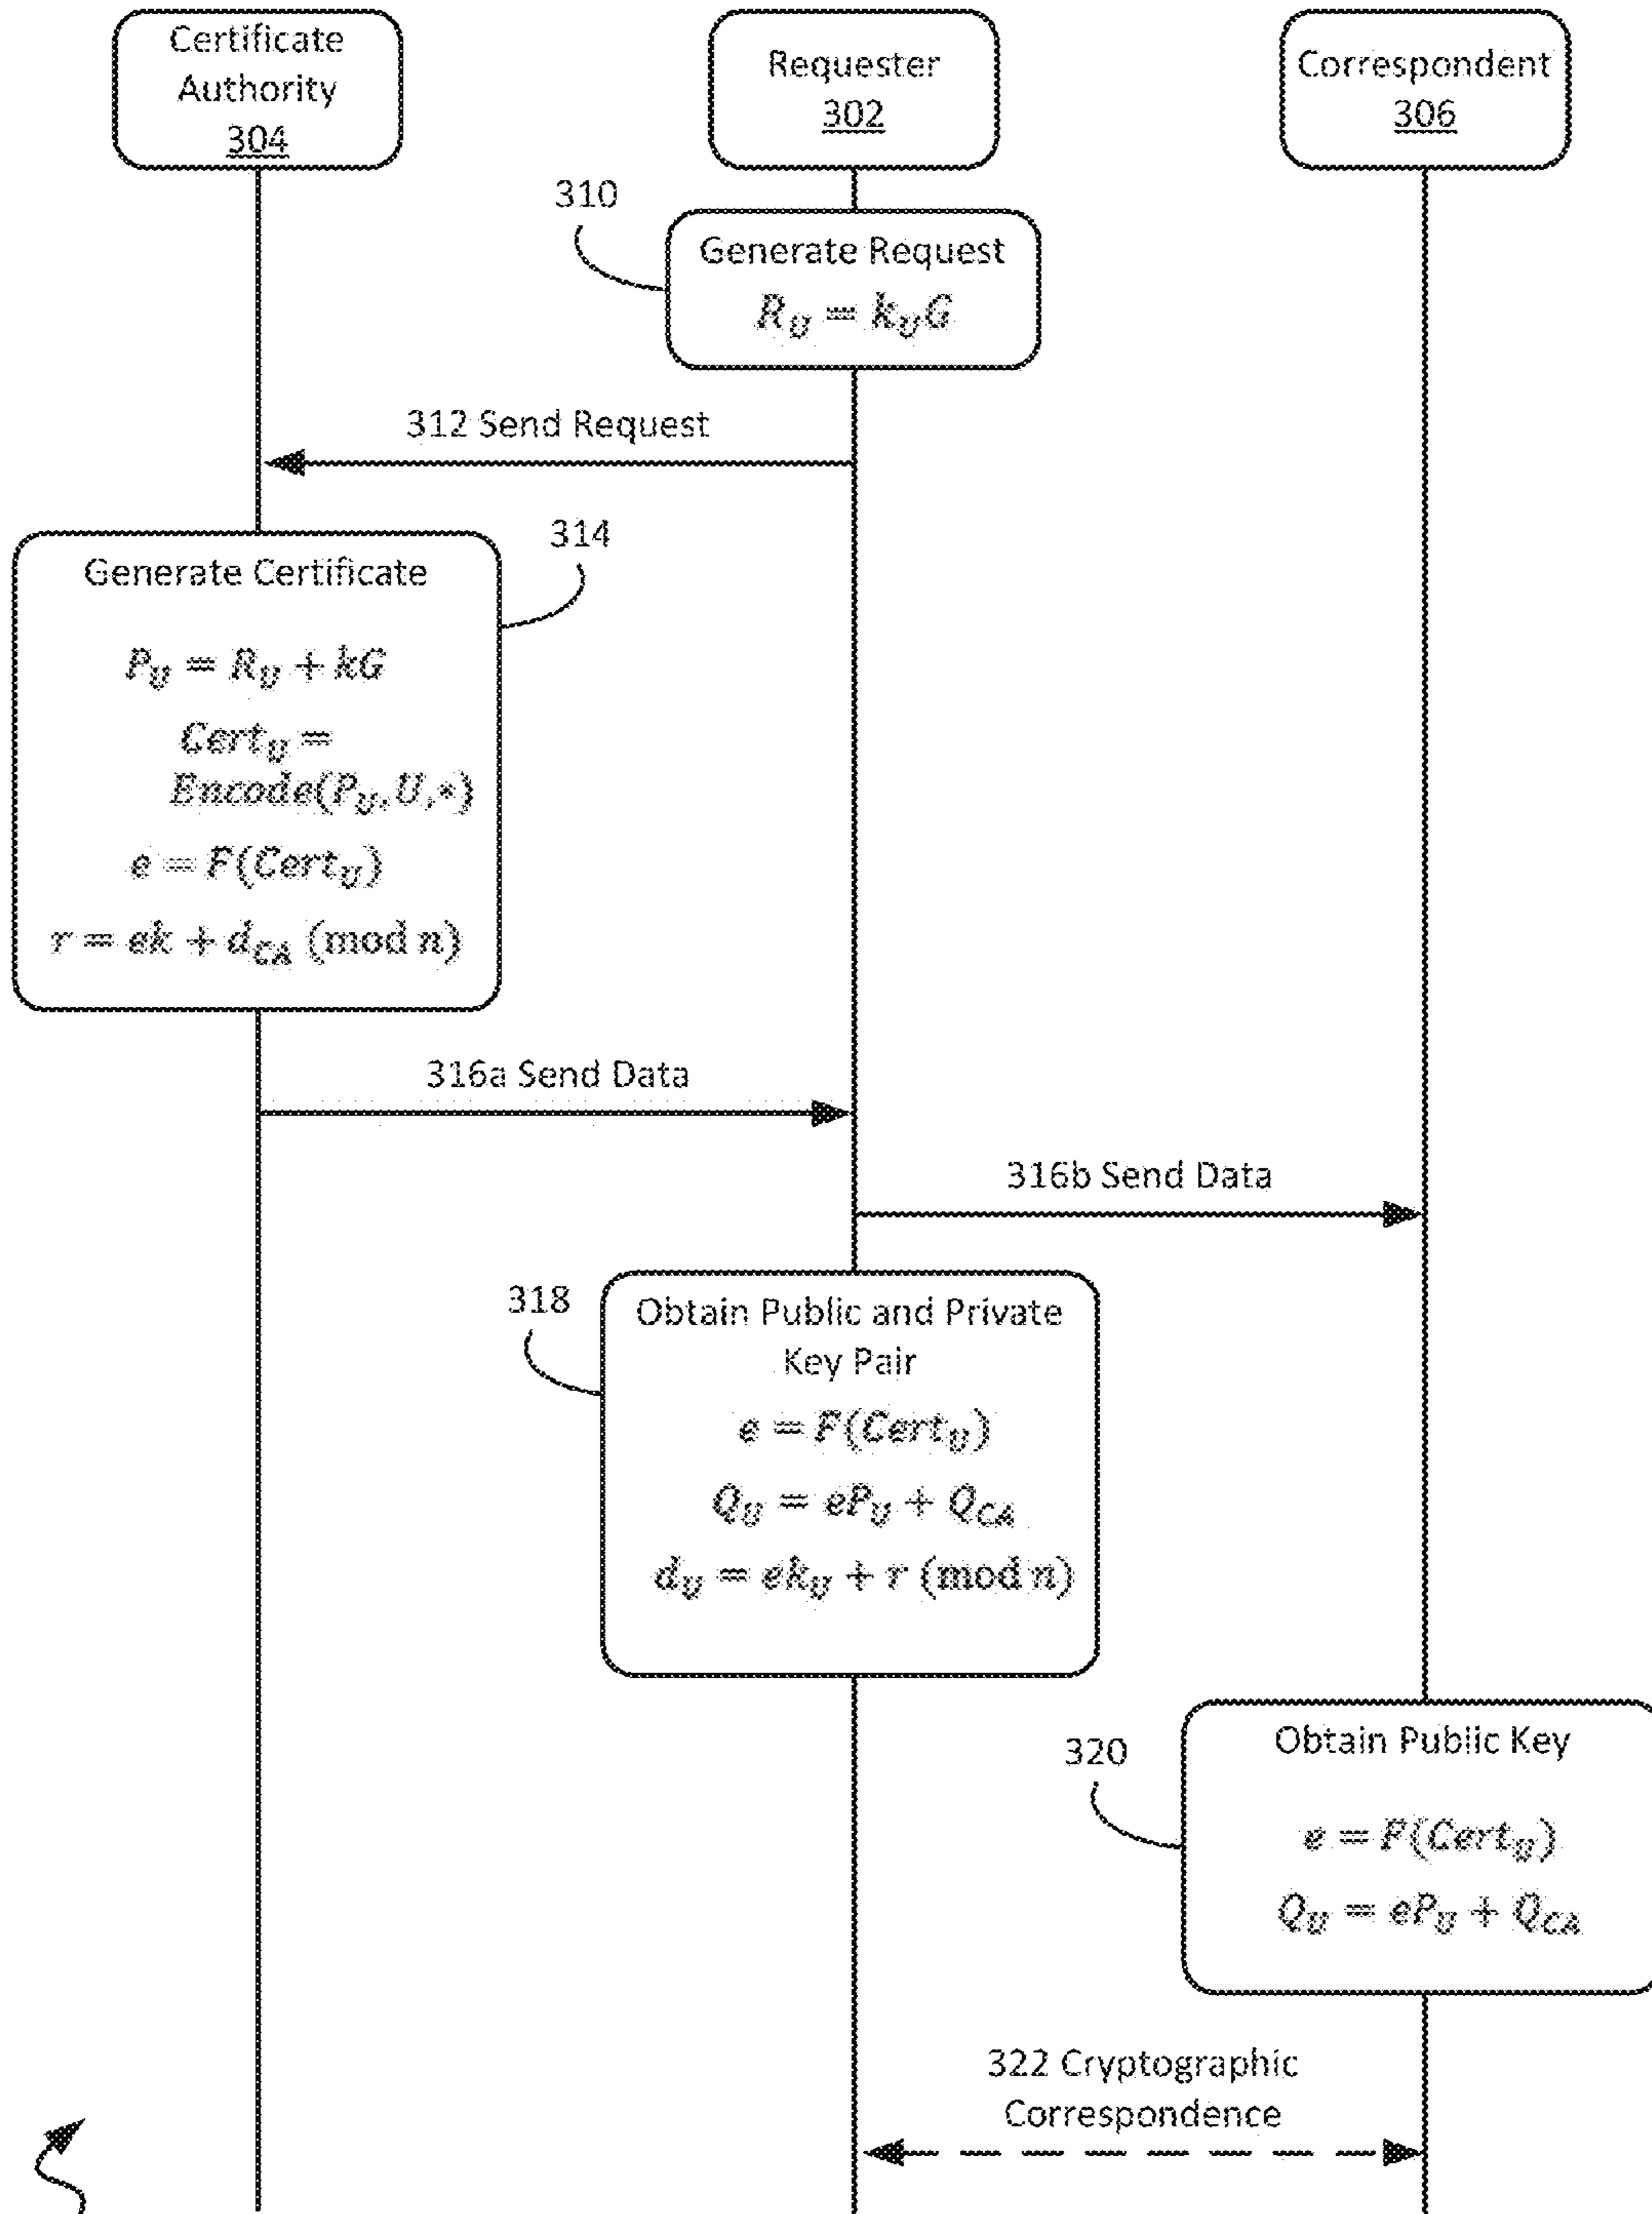 Certificate
Authority
304
Requester
302
Correspondent
306
310
Generate Request
R_U = k_U G
312 Send Request
314
Generate Certificate
P_U = R_U + kG
Cert_U =
Encode(P_U, U,*)
e = F(Cert_U)
r = ek + d_CA (mod n)
316a Send Data
316b Send Data
318
Obtain Public and Private
Key Pair
e = F(Cert_U)
Q_U = eP_U + Q_CA
d_U = ek_U + r (mod n)
320
Obtain Public Key
e = F(Cert_U)
Q_U = eP_U + Q_CA
322 Cryptographic
Correspondence